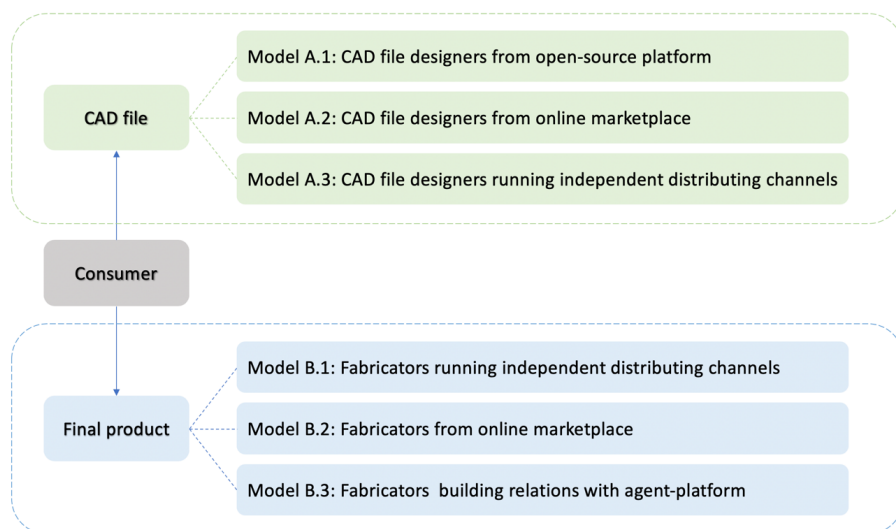 Model A.1: CAD file designers from open-source platform
CAD file
Model A.2: CAD file designers from online marketplace
Model A.3: CAD file designers running independent distributing channels
Consumer
Model B.1: Fabricators running independent distributing channels
Final product
Model B.2: Fabricators from online marketplace
Model B.3: Fabricators  building relations with agent-platform